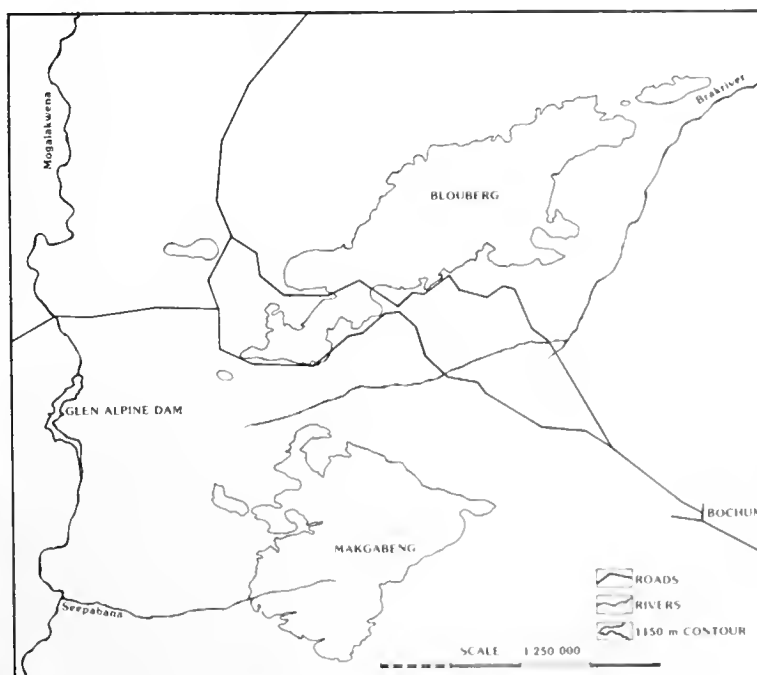 Mogalakwena
Brakrivier
BLOUBERG
GLEN ALPINE DAM
BOCHUM
MAKGABENG
ROADS
Seepabana
RIVERS
1150 m CONTOUR
SCALE 1:250 000